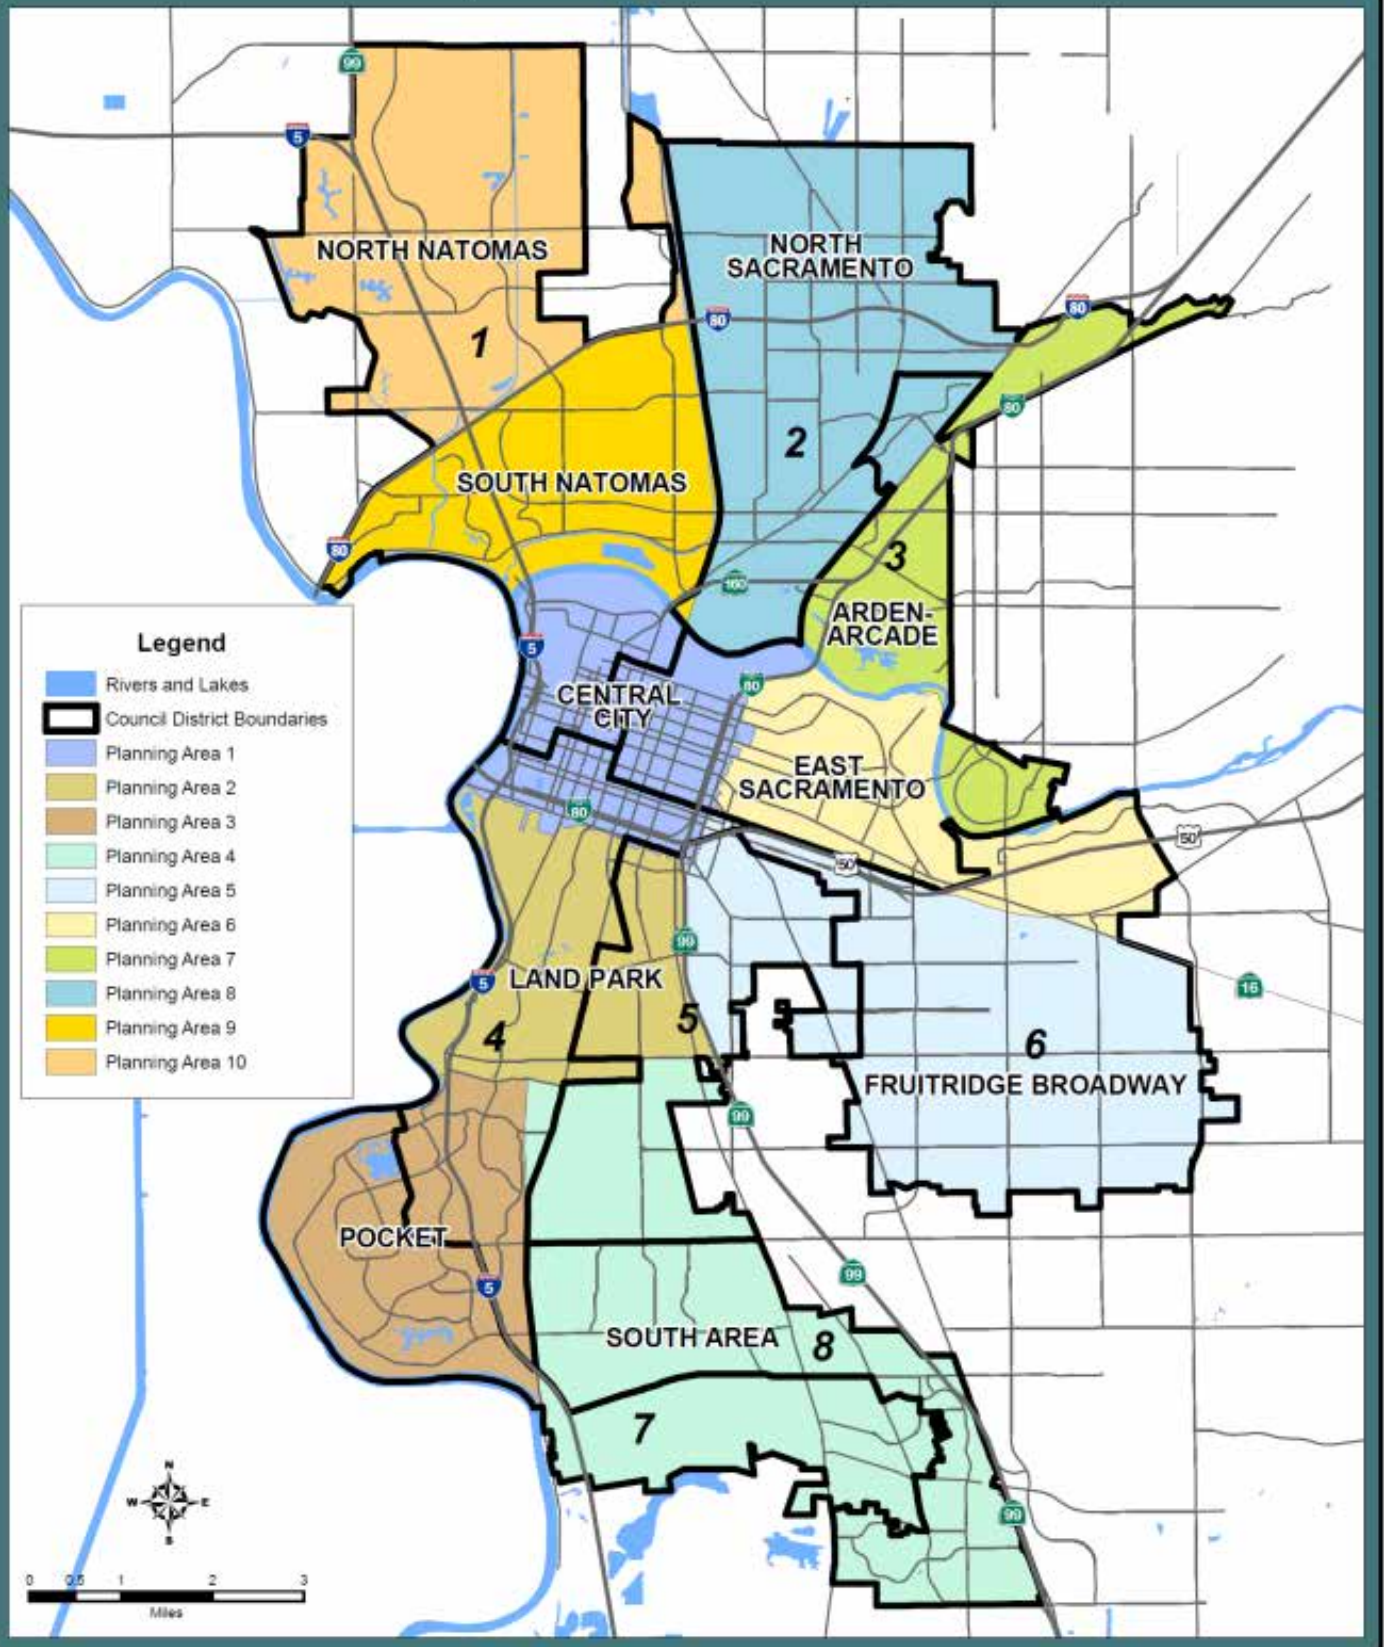 99
5
NORTH NATOMAS
NORTH
SACRAMENTO
80
80
1
80
2
SOUTH NATOMAS
80
3
160
ARDEN-
ARCADE
5
80
CENTRAL
CITY
EAST
SACRAMENTO
80
50
50
99
LAND PARK
5
16
4
5
6
FRUITRIDGE BROADWAY
99
POCKET
99
5
SOUTH AREA
8
7
99
Legend
Rivers and Lakes
Council District Boundaries
Planning Area 1
Planning Area 2
Planning Area 3
Planning Area 4
Planning Area 5
Planning Area 6
Planning Area 7
Planning Area 8
Planning Area 9
Planning Area 10
N
W E
S
0 0.5 1 2 3
Miles